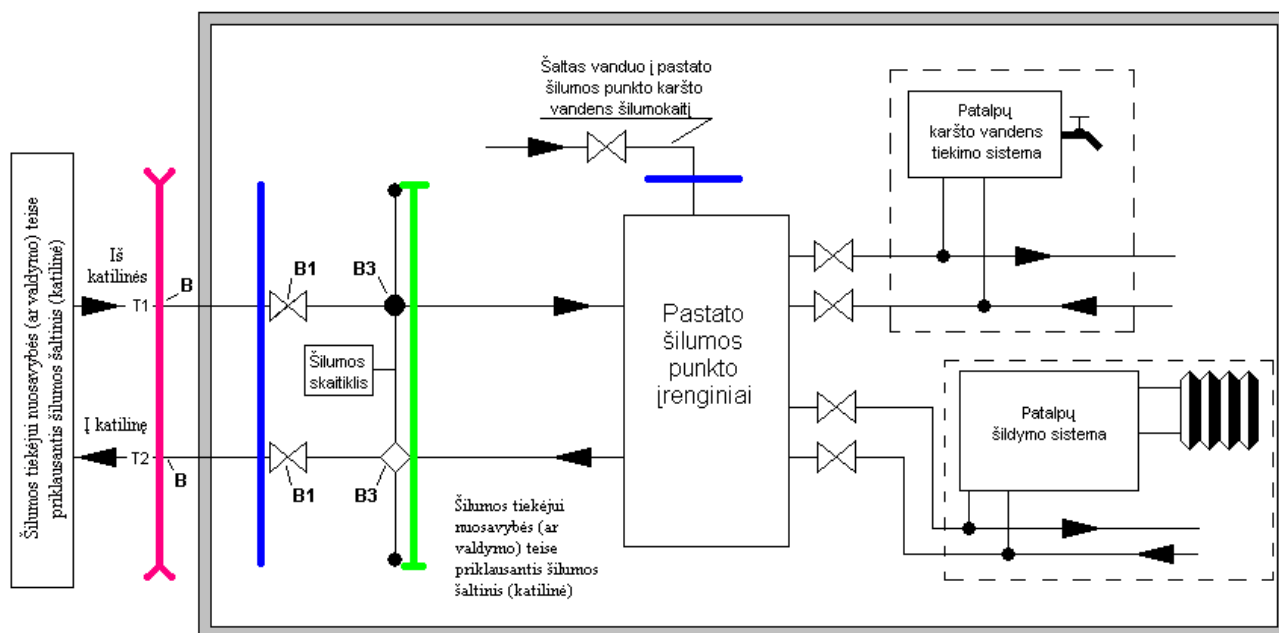 Šilumos tiekėjui nuosavybės (ar valdymo) teise
priklausantis šilumos šaltinis (katilinė)
Iš
katilinės
T1
B
Į katilinę
T2
B
B1
B3
Šilumos
skaitiklis
B1
B3
Šaltas vanduo į pastato
šilumos punkto karšto
vandens šilumokaitį
Šilumos tiekėjui
nuosavybės (ar
valdymo) teise
priklausantis šilumos
šaltinis (katilinė)
Pastato
šilumos
punkto
įrenginiai
Patalpų
karšto vandens
tiekimo sistema
Patalpų
šildymo sistema